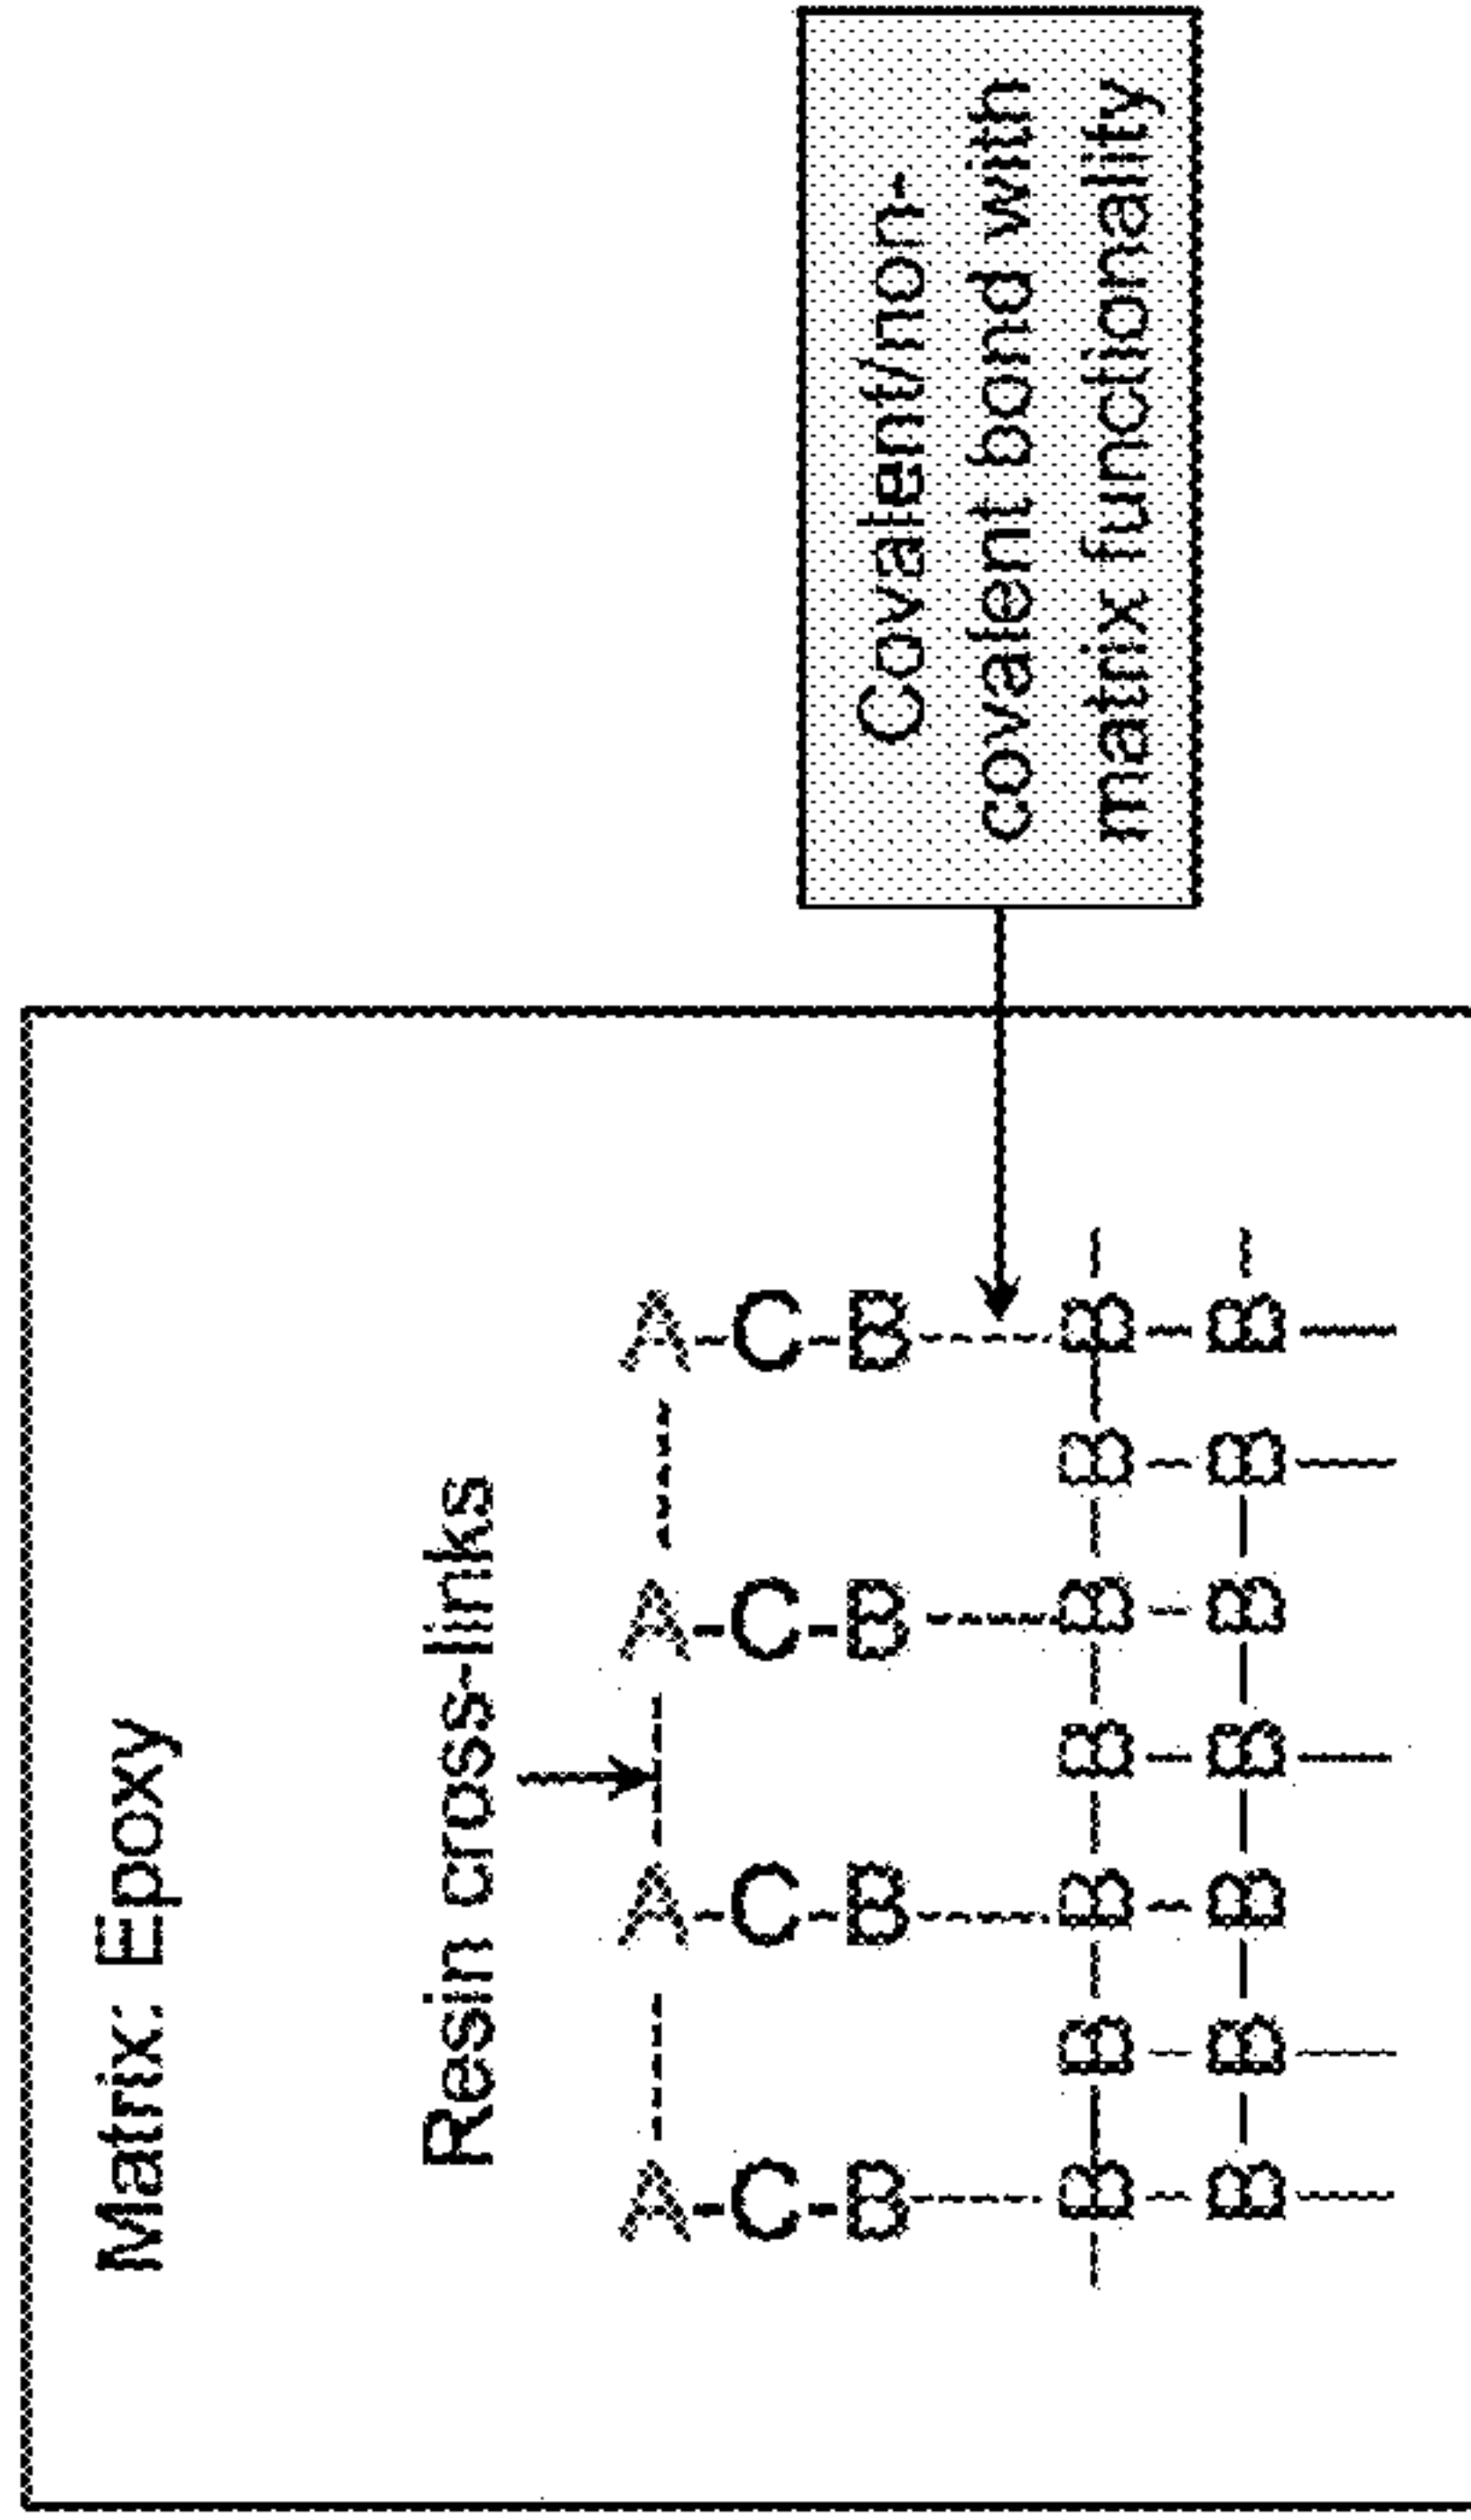 Matrix: Epoxy
Resin cross-links
A-C-B
A-C-B
A-C-B
A-C-B
Covalent/non-
covalent bond with
matrix functionality
B B B B B B B
B B B B B B B